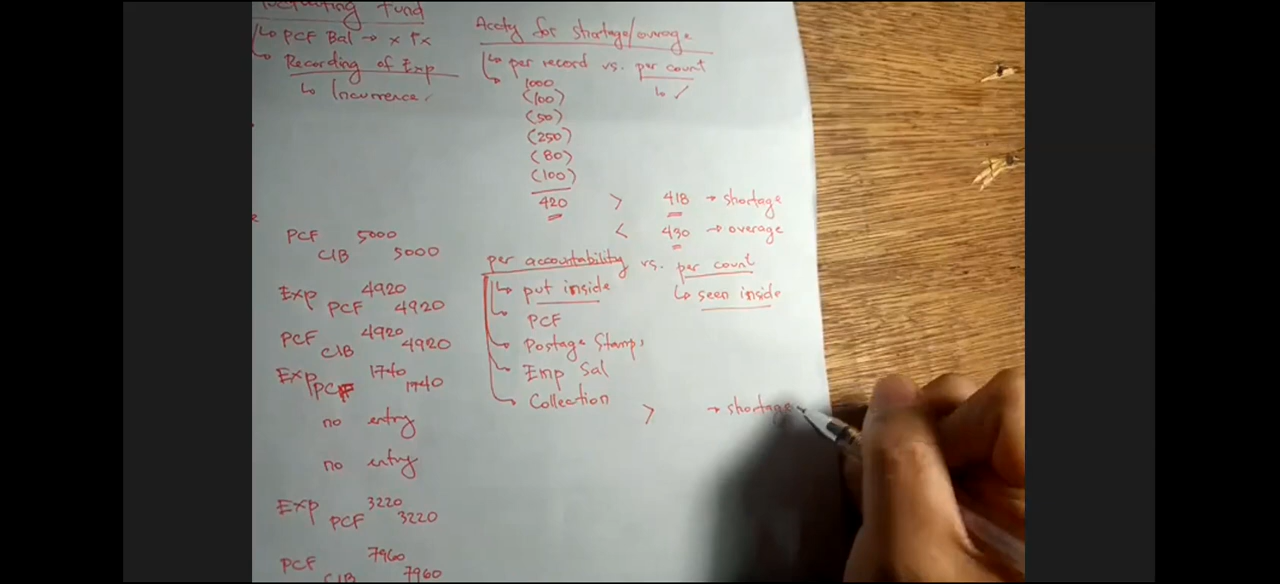 Fluctuating Fund
↳ PCF Bal → x Fx
↳ Recording of Exp
↳ Incurrence ✓
PCF 5000
CIB 5000
Exp 4920
PCF 4920
PCF 4920
CIB 4920
Exp 1740
PCF 1740
no entry
no entry
Exp 3220
PCF 3220
PCF 7960
CIB 7960
Acctg for shortage/overage
↳ per record vs. per count
↳ ✓
1000
(100)
(50)
(250)
(80)
(100)
420 > 418 → shortage
< 430 → overage
per accountability vs. per count
↳ put inside ↳ seen inside
↳ PCF
↳ Postage Stamps
↳ Emp Sal
↳ Collection
> → shortage